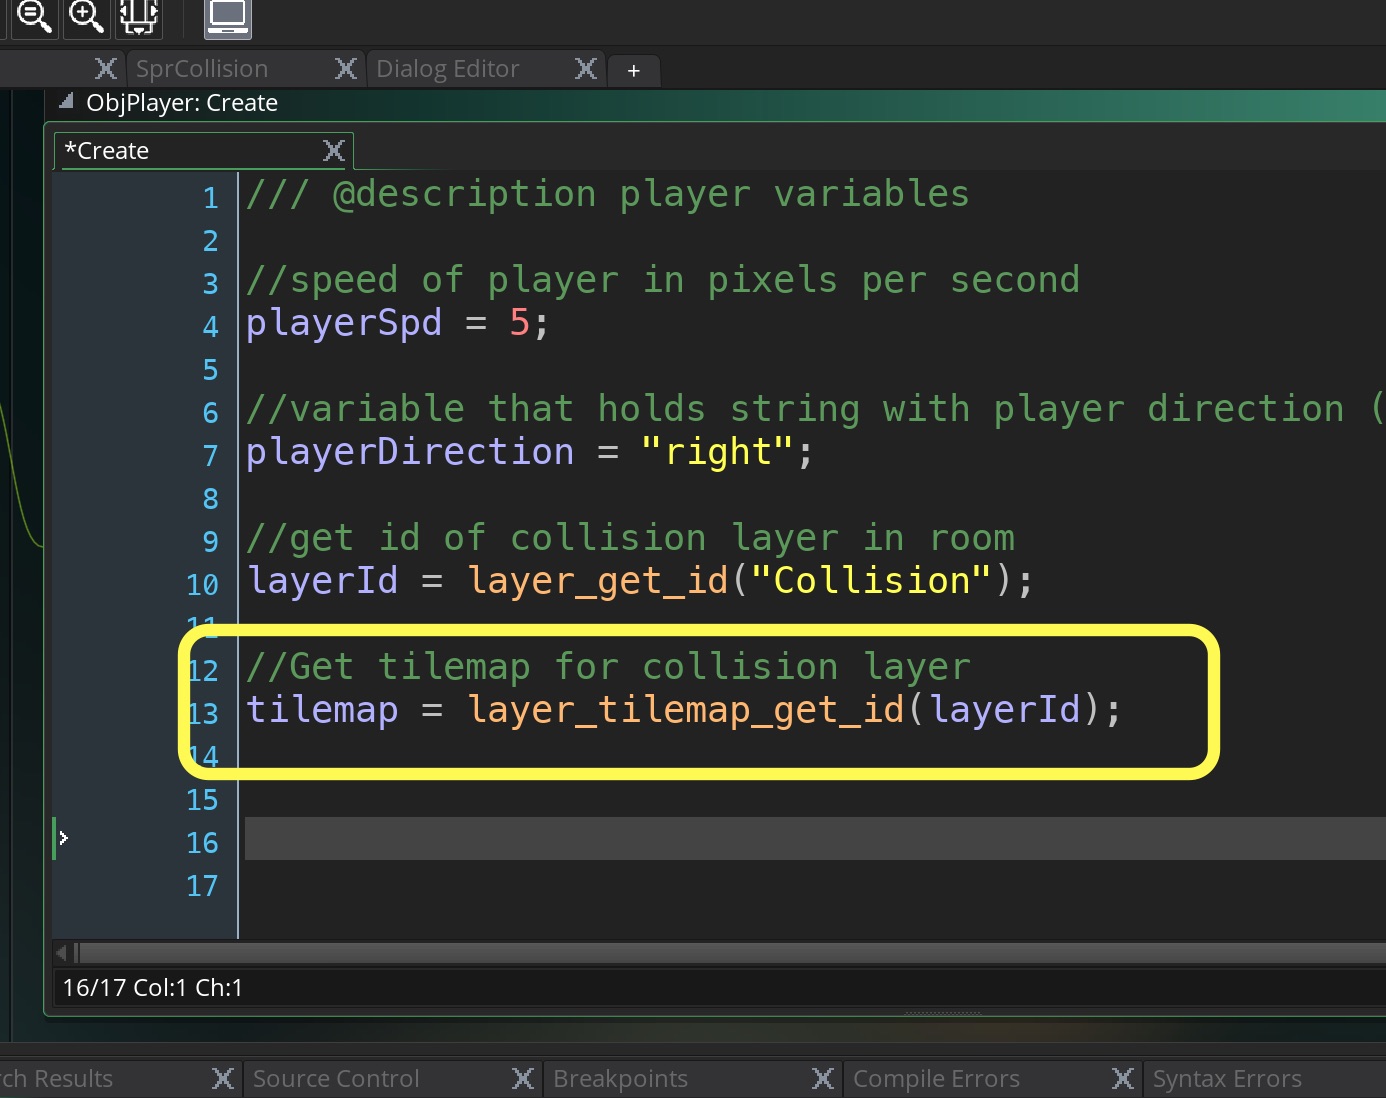 SprCollision
Dialog Editor
+
ObjPlayer: Create
*Create
1 /// @description player variables
2
3 //speed of player in pixels per second
4 playerSpd = 5;
5
6 //variable that holds string with player direction (
7 playerDirection = "right";
8
9 //get id of collision layer in room
10 layerId = layer_get_id("Collision");
11
12 //Get tilemap for collision layer
13 tilemap = layer_tilemap_get_id(layerId);
14
15
16
17
16/17 Col:1 Ch:1
rch Results
Source Control
Breakpoints
Compile Errors
Syntax Errors